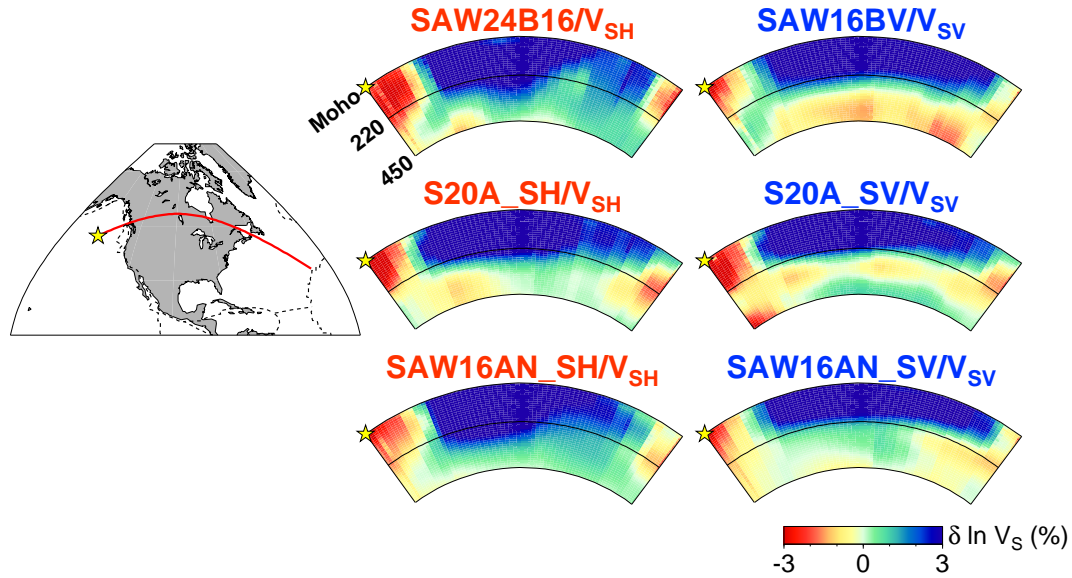 SAW24B16/VSH
SAW16BV/VSV
Moho
220
450
S20A_SH/VSH
S20A_SV/VSV
SAW16AN_SH/VSH
SAW16AN_SV/VSV
δ ln VS (%)
-3 0 3